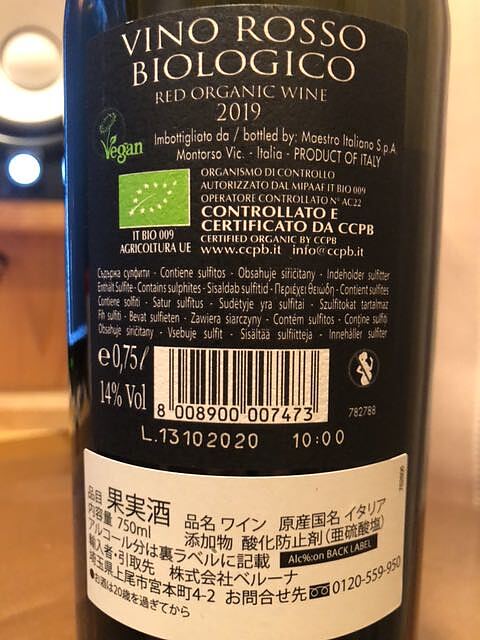 VINO ROSSO
BIOLOGICO
RED ORGANIC WINE
2019
Vegan
Imbottigliato da / bottled by: Maestro Italiano S.p.A
Montorso Vic. - Italia - PRODUCT OF ITALY
ORGANISMO DI CONTROLLO
AUTORIZZATO DAL MIPAAF IT BIO 009
OPERATORE CONTROLLATO N° AC22
CONTROLLATO E
CERTIFICATO DA CCPB
CERTIFIED ORGANIC BY CCPB
www.ccpb.it info@ccpb.it
IT BIO 009
AGRICOLTURA UE
Съдържа сулфити - Contiene sulfitos - Obsahuje siřičitany - Indeholder sulfitter
Enthält Sulfite - Contains sulphites - Sisaldab sulfitid - Περιέχει θειώδη - Contient sulfites
Contiene solfiti - Satur sulfitus - Sudėtyje yra sulfitai - Szulfitokat tartalmaz
Fih sulfiti - Bevat sulfieten - Zawiera siarczyny - Contém sulfitos - Conține sulfiti
Obsahuje siričitany - Vsebuje sulfit - Sisältää sulfiitteja - Innehåller sulfiter
e 0,75 l
14% Vol
8 008900 007473
782788
L.13102020 10:00
品目 果実酒 品名 ワイン 原産国名 イタリア
内容量 750ml 添加物 酸化防止剤(亜硫酸塩)
アルコール分は裏ラベルに記載 Alc%:on BACK LABEL
輸入者・引取先 株式会社ベルーナ
埼玉県上尾市宮本町4-2 お問合せ先 0120-559-950
●お酒は20歳を過ぎてから